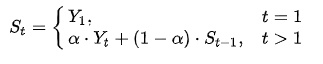 S_t = { Y_1, t = 1
α · Y_t + (1 − α) · S_{t−1}, t > 1